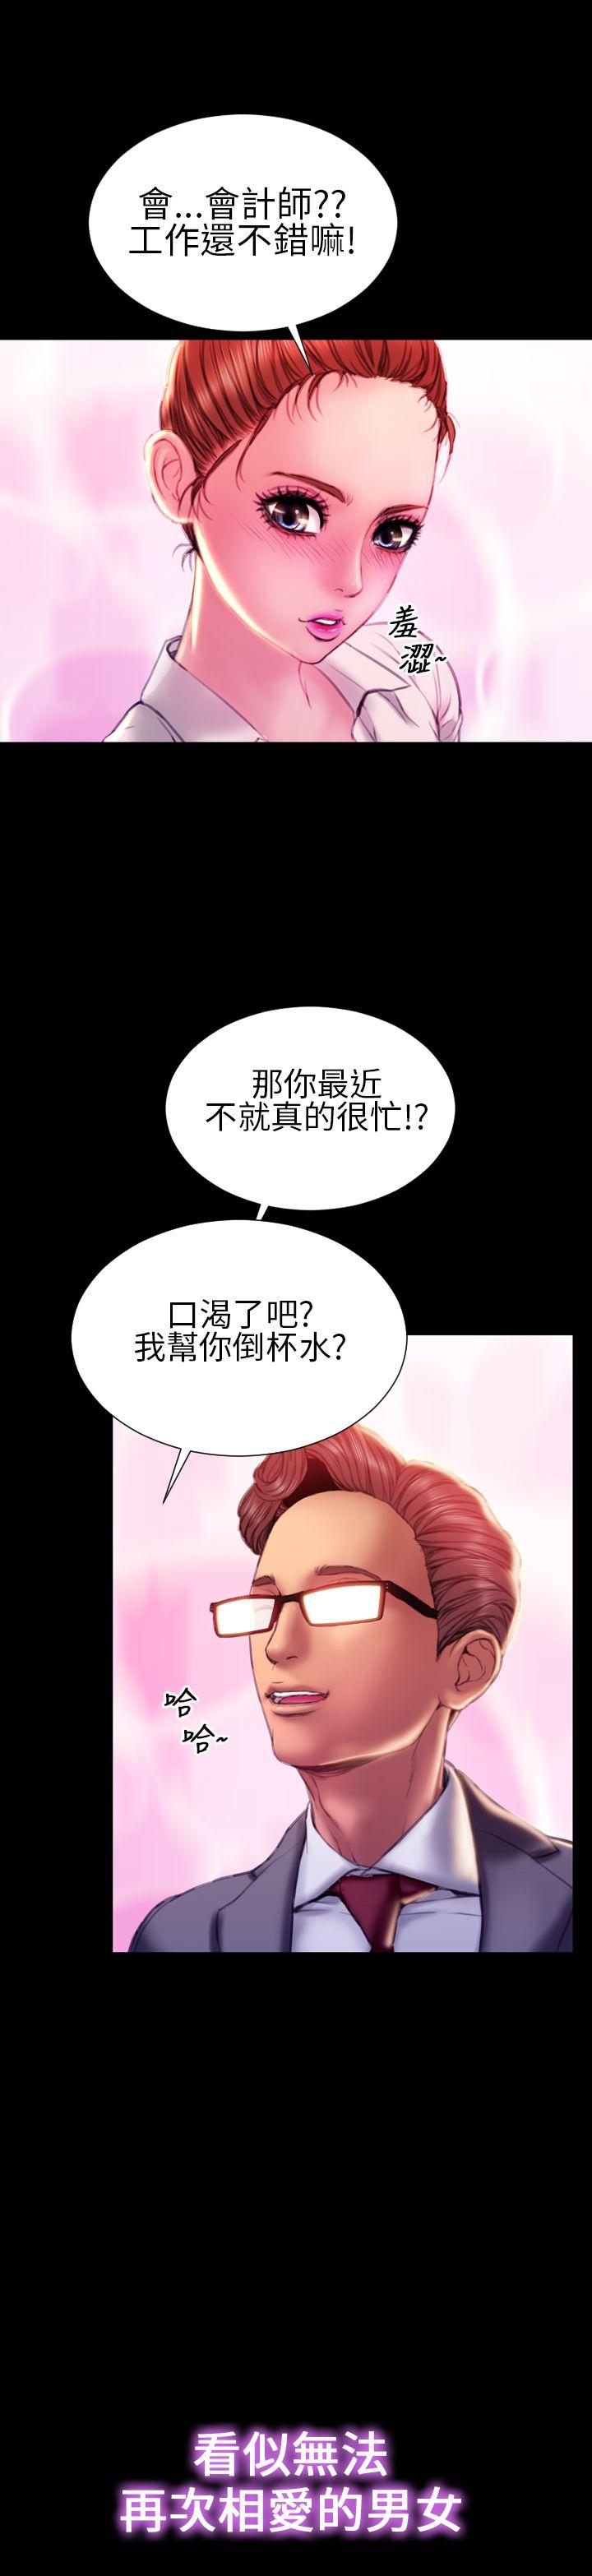 會...會計師??
工作還不錯嘛!
羞
澀~
那你最近
不就真的很忙!?
口渴了吧?
我幫你倒杯水?
哈
哈~
看似無法
再次相愛的男女